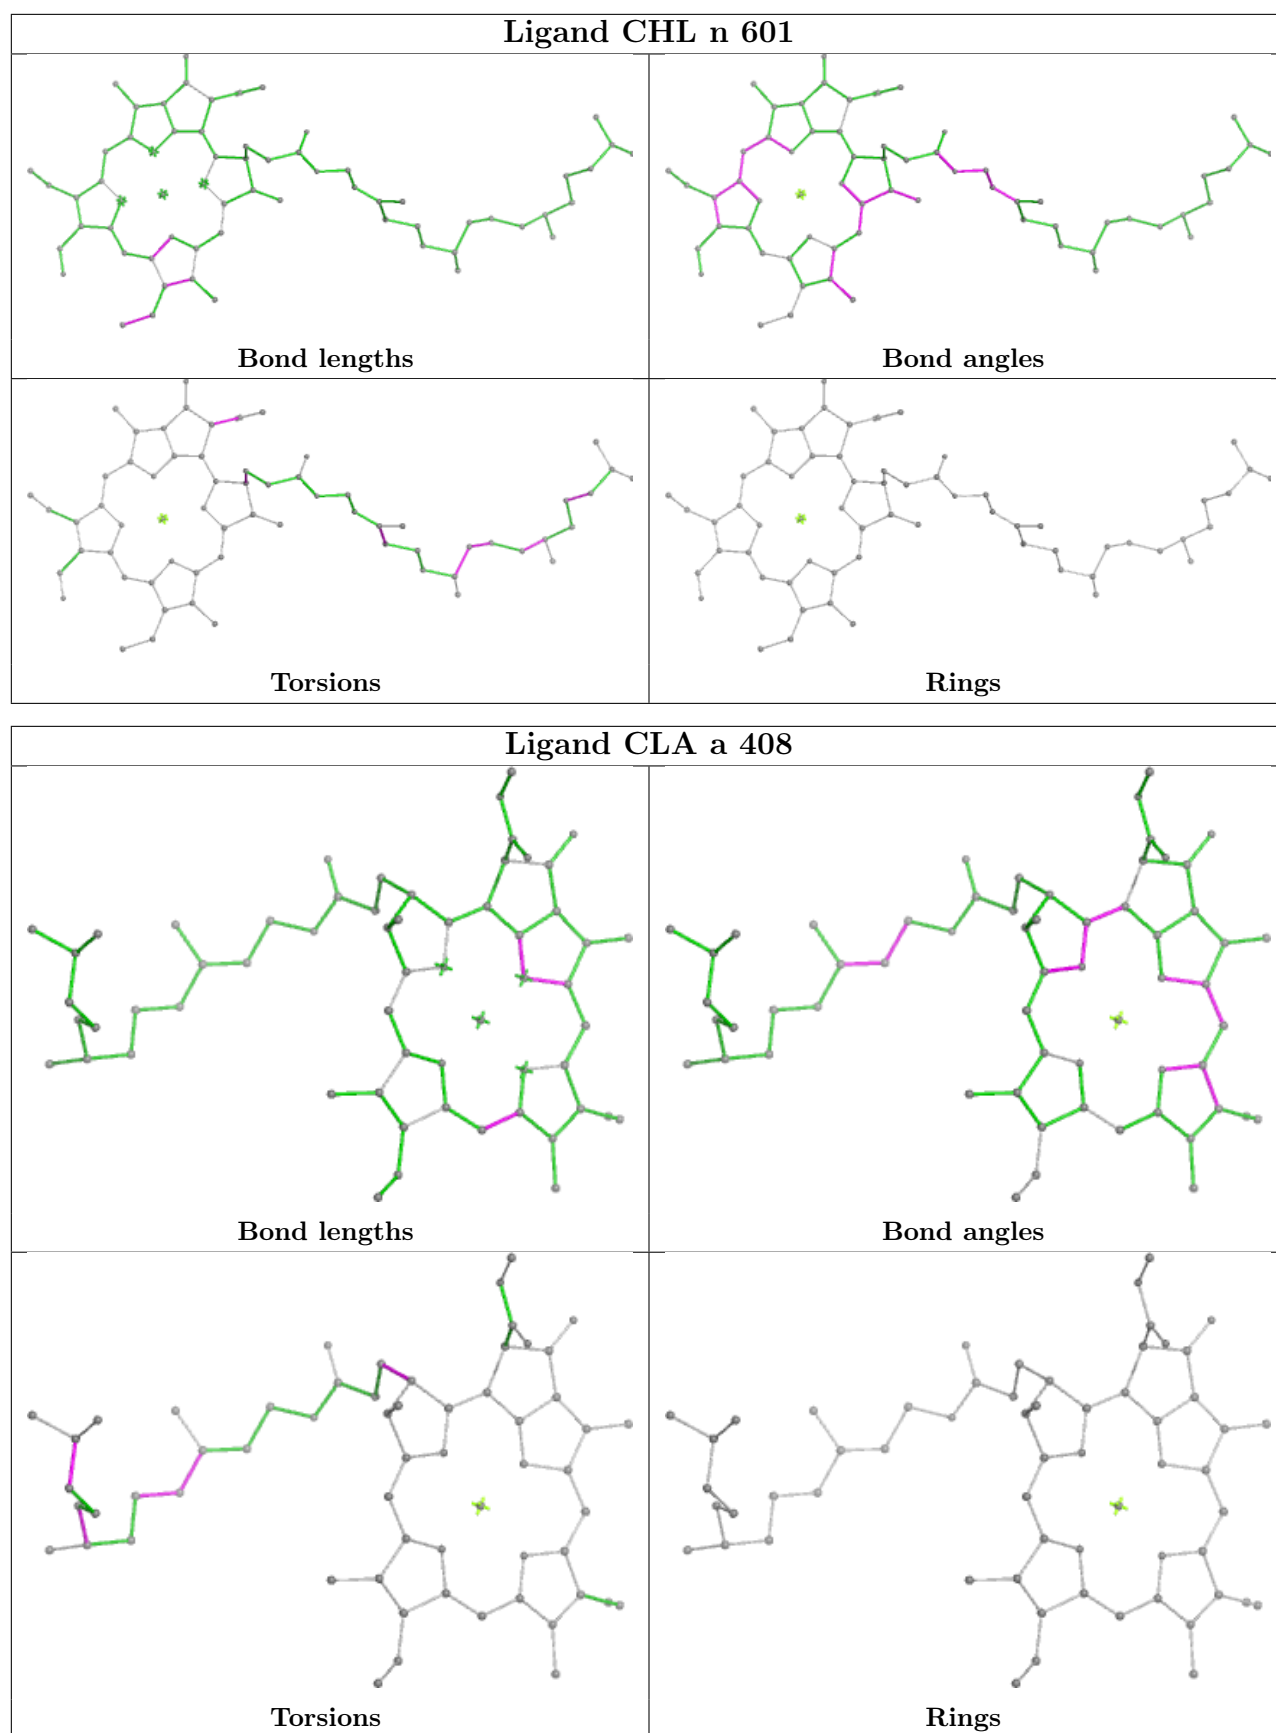 Ligand CHL n 601
Bond lengths
Bond angles
Torsions
Rings
Ligand CLA a 408
Bond lengths
Bond angles
Torsions
Rings